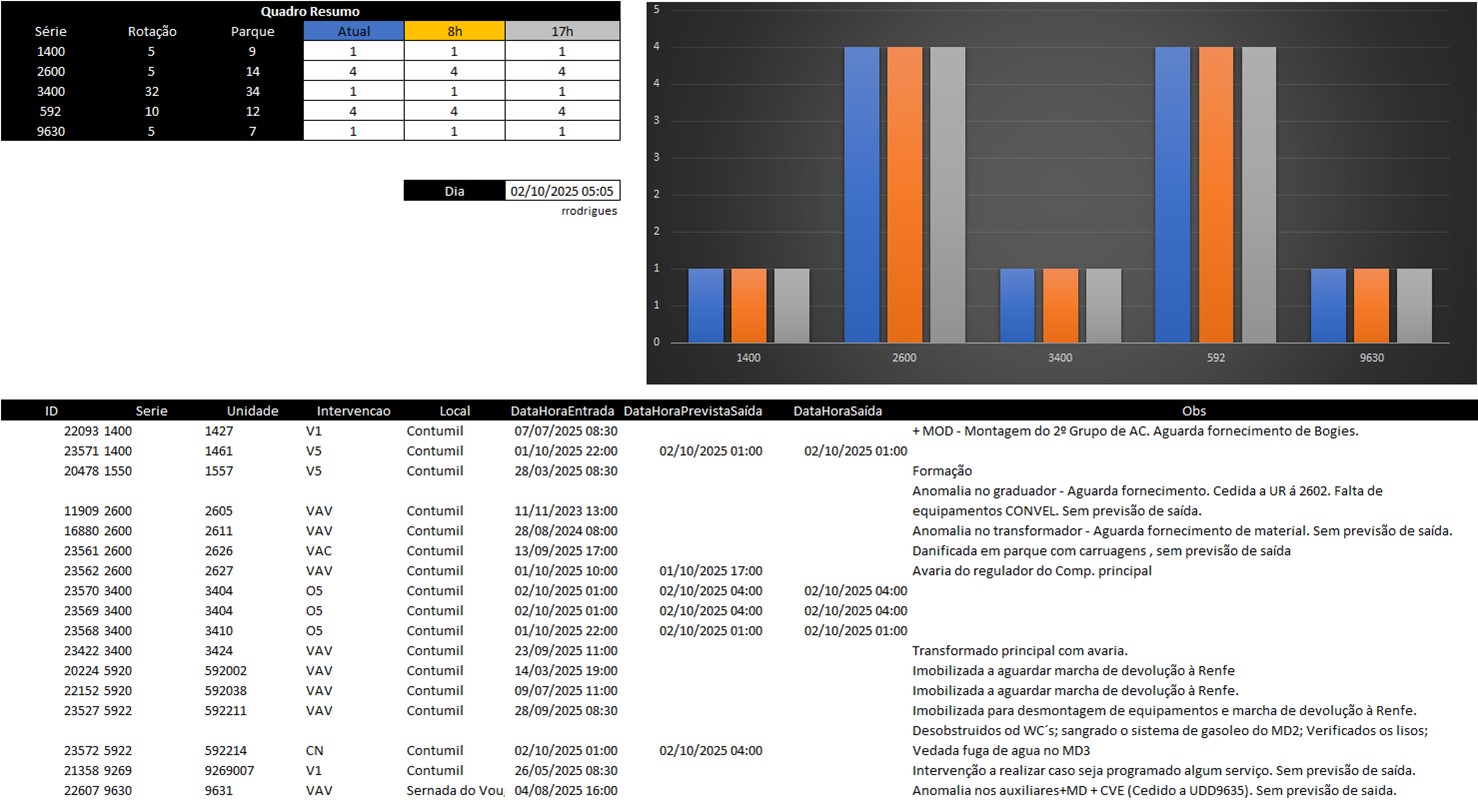 Quadro Resumo
Série Rotação Parque Atual 8h 17h
1400 5 9 1 1 1
2600 5 14 4 4 4
3400 32 34 1 1 1
592 10 12 4 4 4
9630 5 7 1 1 1
Dia 02/10/2025 05:05
rrodrigues
5
4
4
3
3
2
2
1
1
0
1400 2600 3400 592 9630
ID Serie Unidade Intervencao Local DataHoraEntrada DataHoraPrevistaSaída DataHoraSaída Obs
22093 1400 1427 V1 Contumil 07/07/2025 08:30 + MOD - Montagem do 2º Grupo de AC. Aguarda fornecimento de Bogies.
23571 1400 1461 V5 Contumil 01/10/2025 22:00 02/10/2025 01:00 02/10/2025 01:00
20478 1550 1557 V5 Contumil 28/03/2025 08:30 Formação
Anomalia no graduador - Aguarda fornecimento. Cedida a UR á 2602. Falta de
11909 2600 2605 VAV Contumil 11/11/2023 13:00 equipamentos CONVEL. Sem previsão de saída.
16880 2600 2611 VAV Contumil 28/08/2024 08:00 Anomalia no transformador - Aguarda fornecimento de material. Sem previsão de saída.
23561 2600 2626 VAC Contumil 13/09/2025 17:00 Danificada em parque com carruagens , sem previsão de saída
23562 2600 2627 VAV Contumil 01/10/2025 10:00 01/10/2025 17:00 Avaria do regulador do Comp. principal
23570 3400 3404 O5 Contumil 02/10/2025 01:00 02/10/2025 04:00 02/10/2025 04:00
23569 3400 3404 O5 Contumil 02/10/2025 01:00 02/10/2025 04:00 02/10/2025 04:00
23568 3400 3410 O5 Contumil 01/10/2025 22:00 02/10/2025 01:00 02/10/2025 01:00
23422 3400 3424 VAV Contumil 23/09/2025 11:00 Transformado principal com avaria.
20224 5920 592002 VAV Contumil 14/03/2025 19:00 Imobilizada a aguardar marcha de devolução à Renfe
22152 5920 592038 VAV Contumil 09/07/2025 11:00 Imobilizada a aguardar marcha de devolução à Renfe.
23527 5922 592211 VAV Contumil 28/09/2025 08:30 Imobilizada para desmontagem de equipamentos e marcha de devolução à Renfe.
Desobstruidos od WC´s; sangrado o sistema de gasoleo do MD2; Verificados os lisos;
23572 5922 592214 CN Contumil 02/10/2025 01:00 02/10/2025 04:00 Vedada fuga de agua no MD3
21358 9269 9269007 V1 Contumil 26/05/2025 08:30 Intervenção a realizar caso seja programado algum serviço. Sem previsão de saída.
22607 9630 9631 VAV Sernada do Vou 04/08/2025 16:00 Anomalia nos auxiliares+MD + CVE (Cedido a UDD9635). Sem previsão de saida.